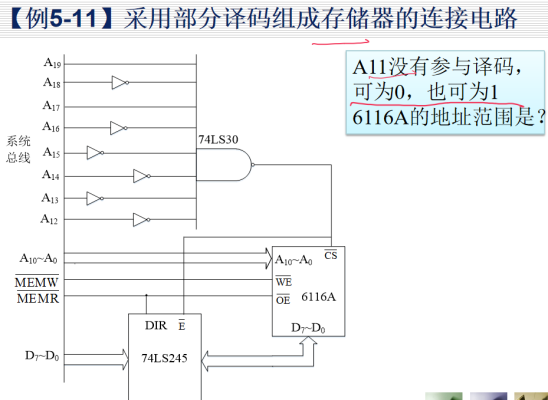 【例5-11】采用部分译码组成存储器的连接电路
A11没有参与译码，
可为0，也可为1
6116A的地址范围是？
系统
总线
A19
A18
A17
A16
A15
A14
A13
A12
74LS30
A10~A0
MEMW
MEMR
A10~A0 CS
WE
OE 6116A
D7~D0
DIR E
74LS245
D7~D0